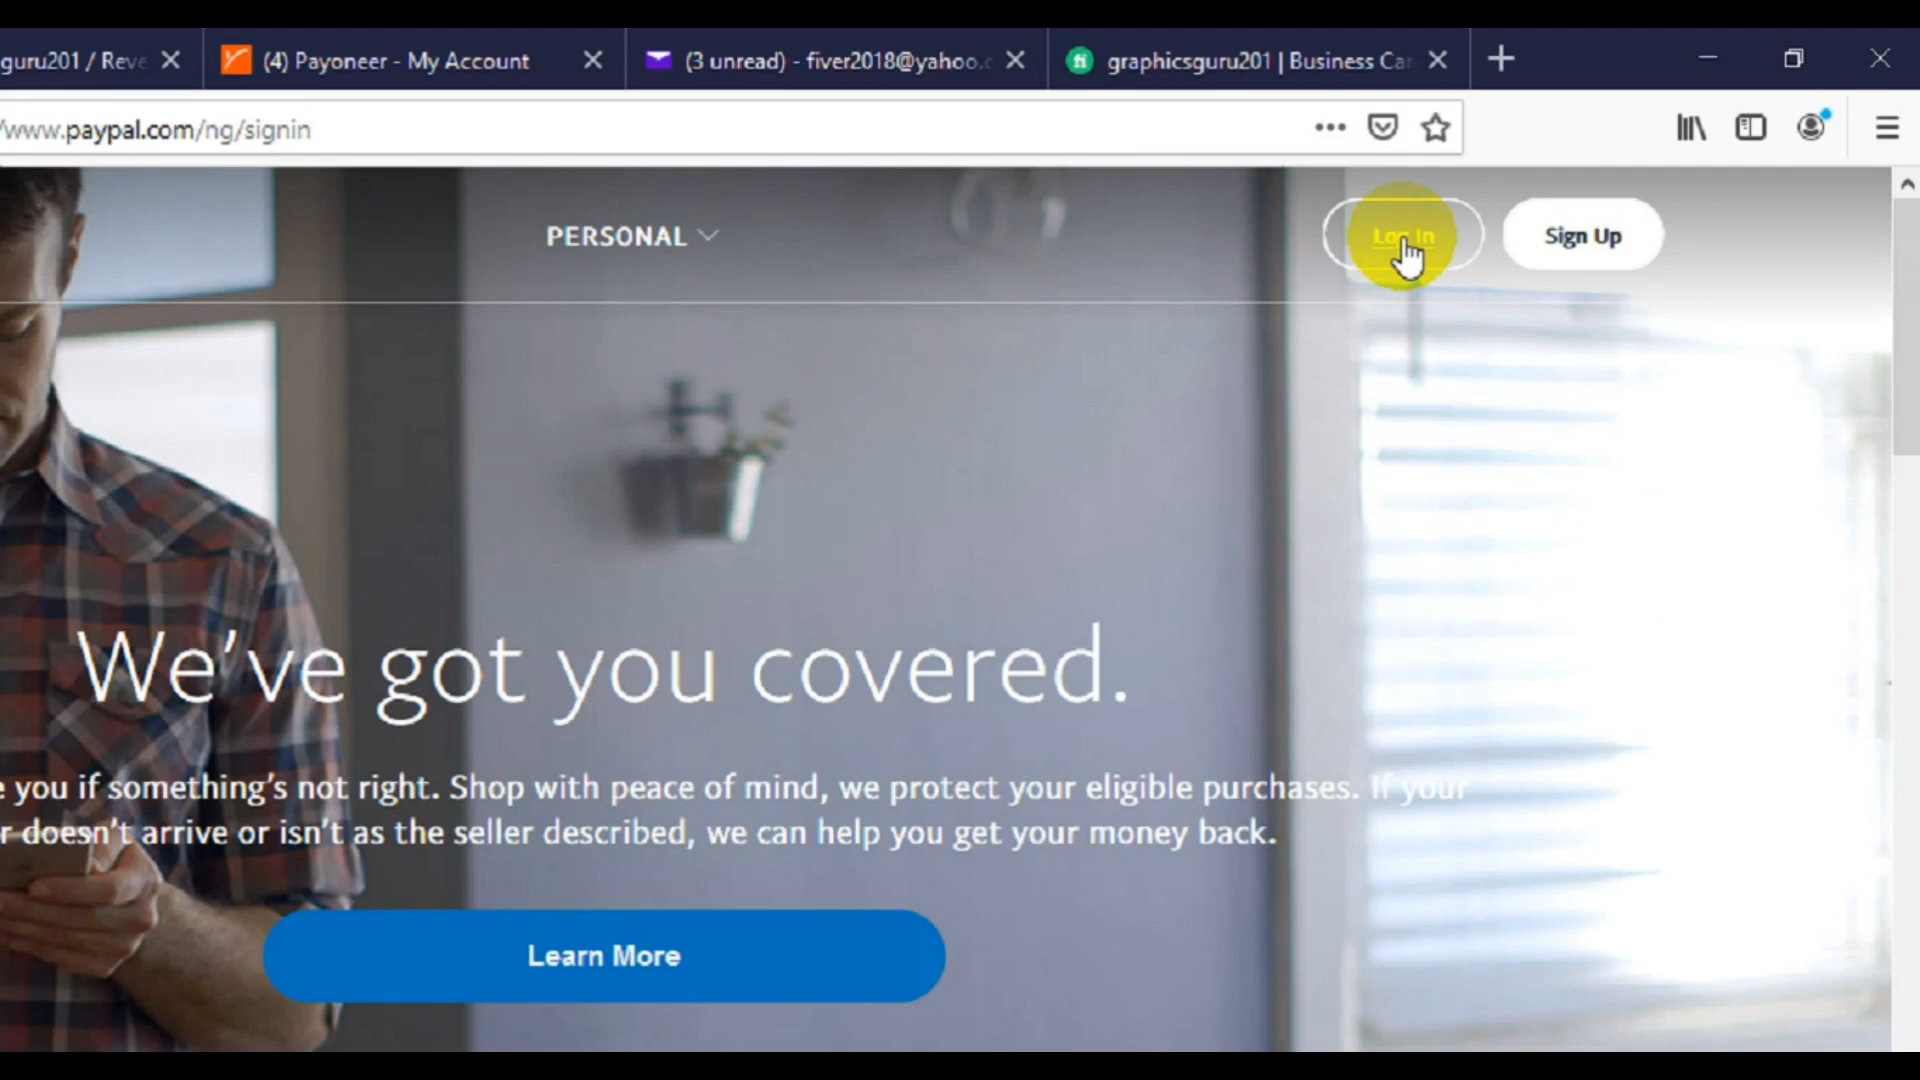 guru201 / Reve
(4) Payoneer - My Account
(3 unread) - fiver2018@yahoo.c
graphicsguru201 | Business Car
/www.paypal.com/ng/signin
PERSONAL
Log In
Sign Up
We've got you covered.
e you if something's not right. Shop with peace of mind, we protect your eligible purchases. If your
r doesn't arrive or isn't as the seller described, we can help you get your money back.
Learn More